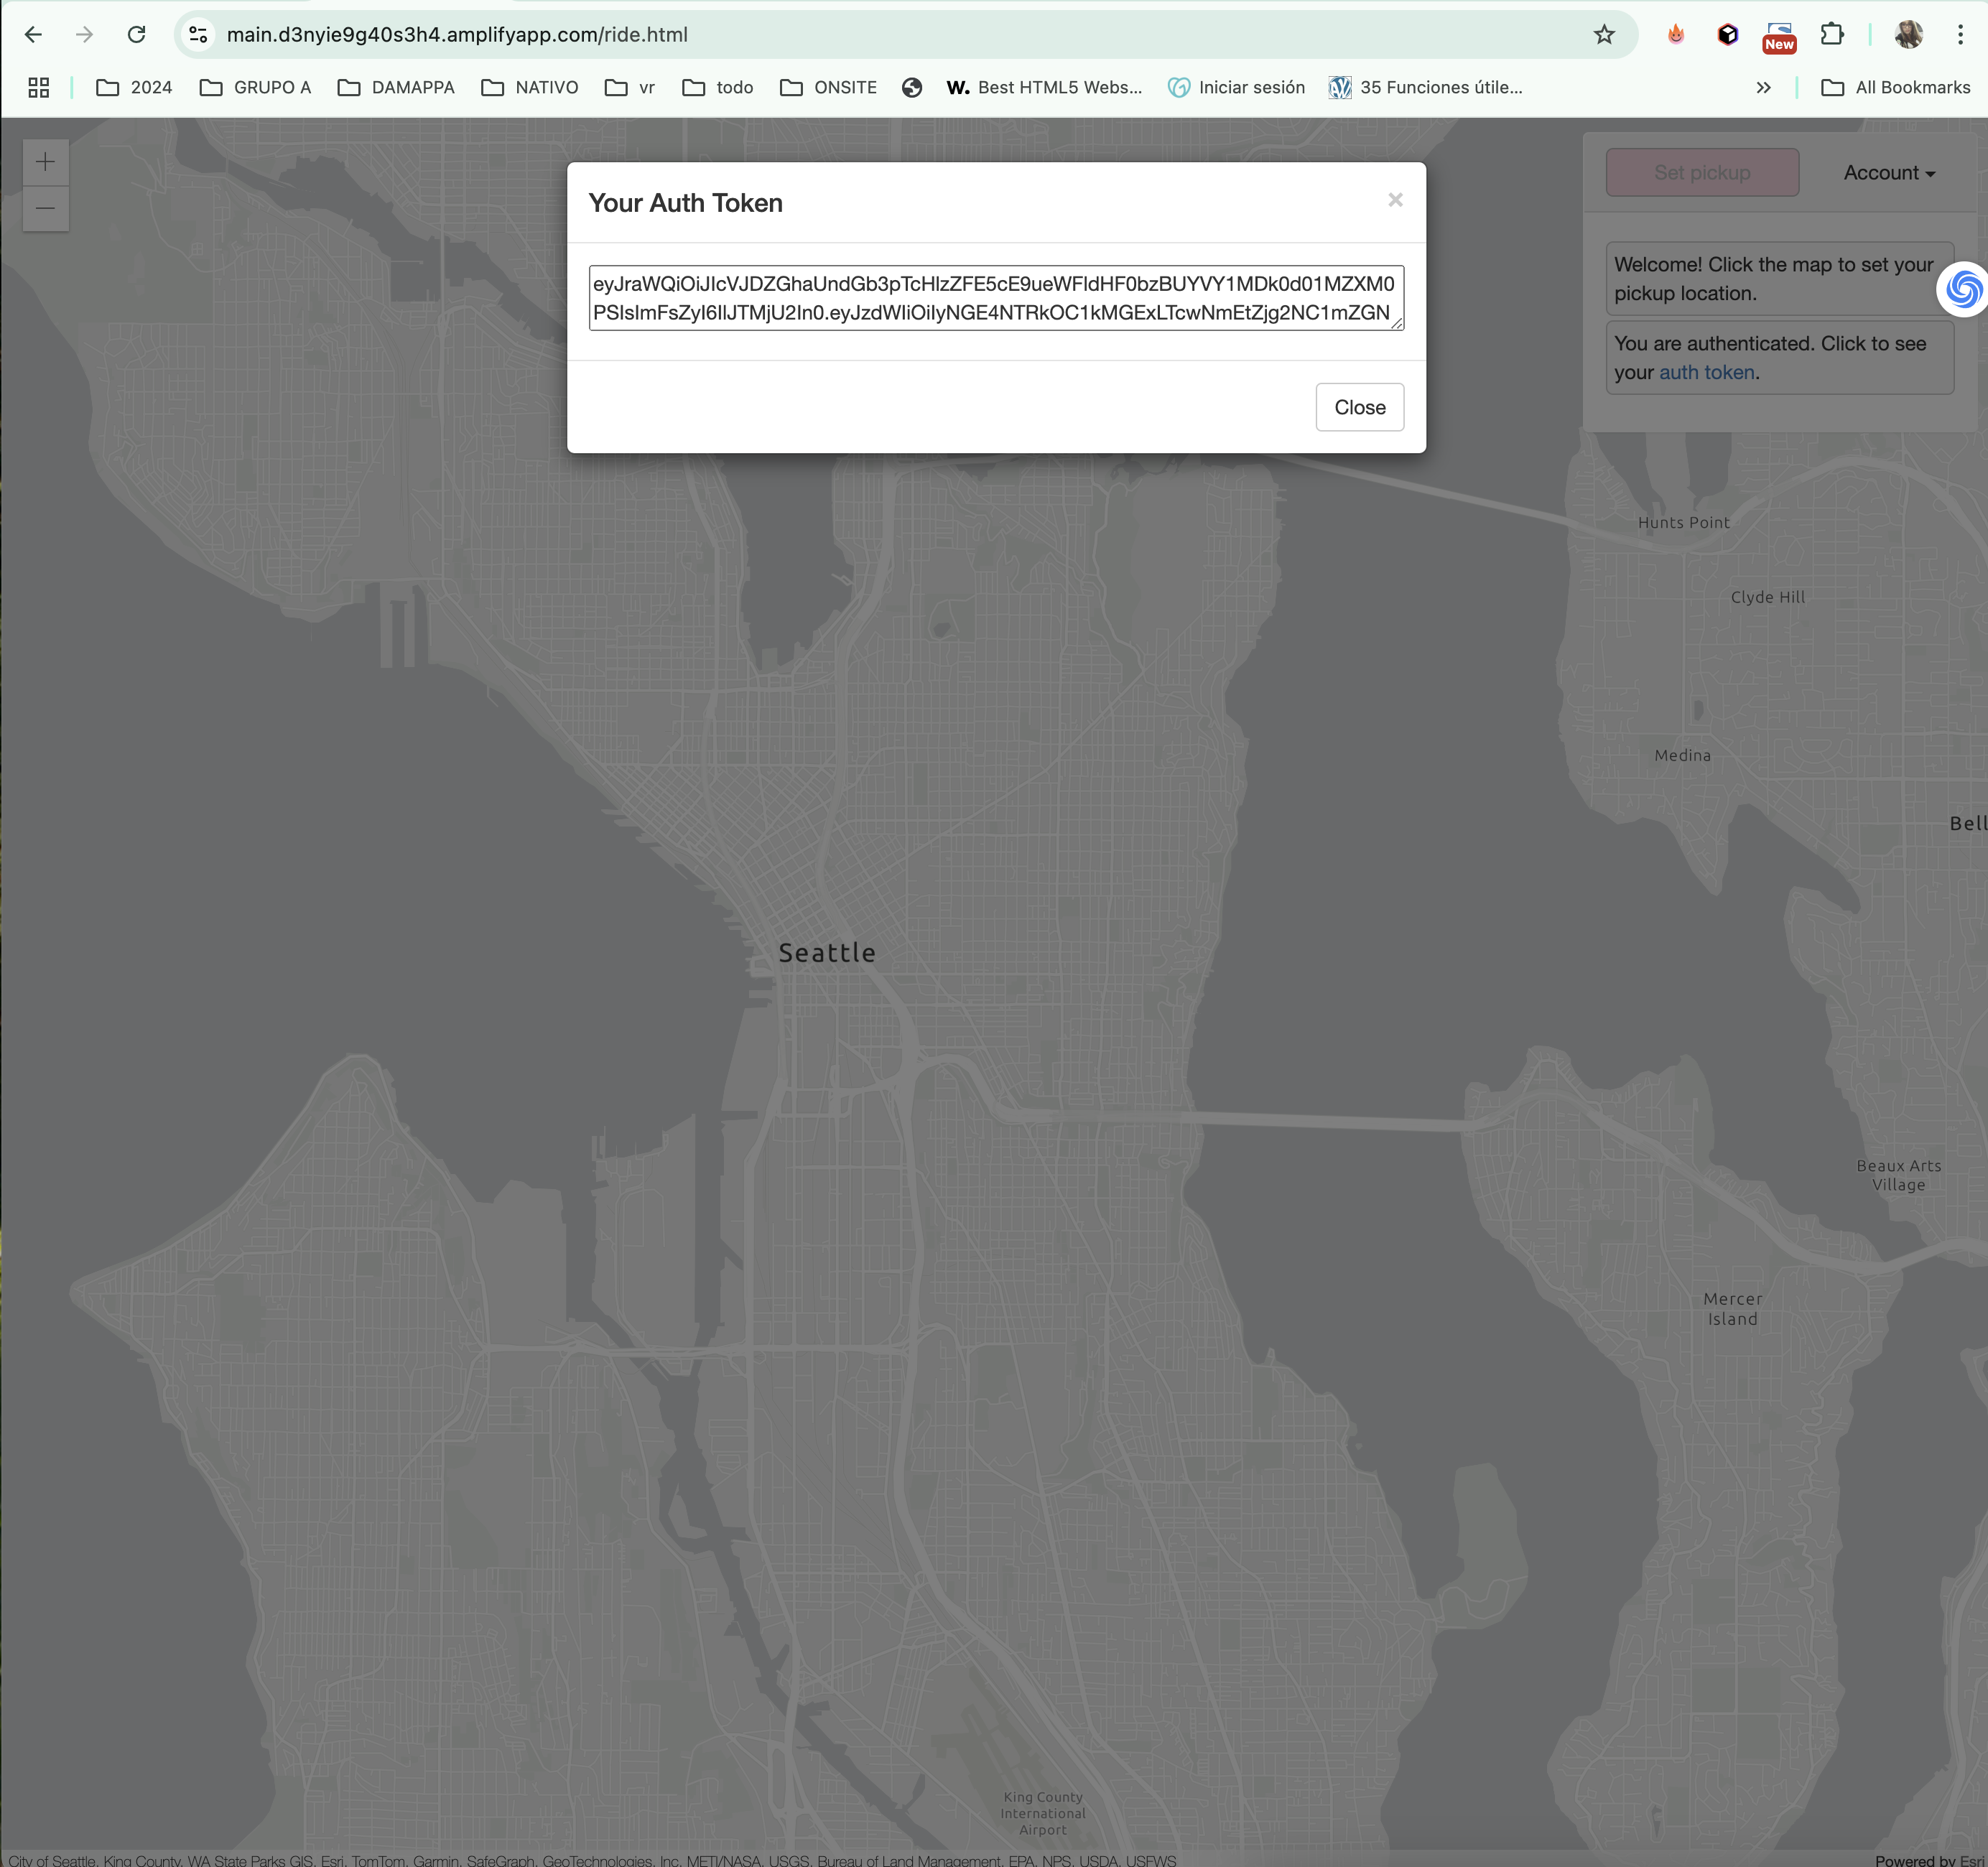 main.d3nyie9g40s3h4.amplifyapp.com/ride.html
New
2024
GRUPO A
DAMAPPA
NATIVO
vr
todo
ONSITE
W. Best HTML5 Webs...
Iniciar sesión
35 Funciones útile...
»
All Bookmarks
Your Auth Token
×
eyJraWQiOiJIcVJDZGhaUndGb3pTcHlzZFE5cE9ueWFldHF0bzBUYVY1MDk0d01MZXM0
PSIsImFsZyI6IlJTMjU2In0.eyJzdWIiOiIyNGE4NTRkOC1kMGExLTcwNmEtZjg2NC1mZGN
Close
Set pickup
Account
Welcome! Click the map to set your
pickup location.
You are authenticated. Click to see
your auth token.
Hunts Point
Clyde Hill
Medina
Bell
Seattle
Beaux Arts
Village
Mercer
Island
King County
International
Airport
City of Seattle, King County, WA State Parks GIS, Esri, TomTom, Garmin, SafeGraph, GeoTechnologies, Inc, METI/NASA, USGS, Bureau of Land Management, EPA, NPS, USDA, USFWS
Powered by Esri